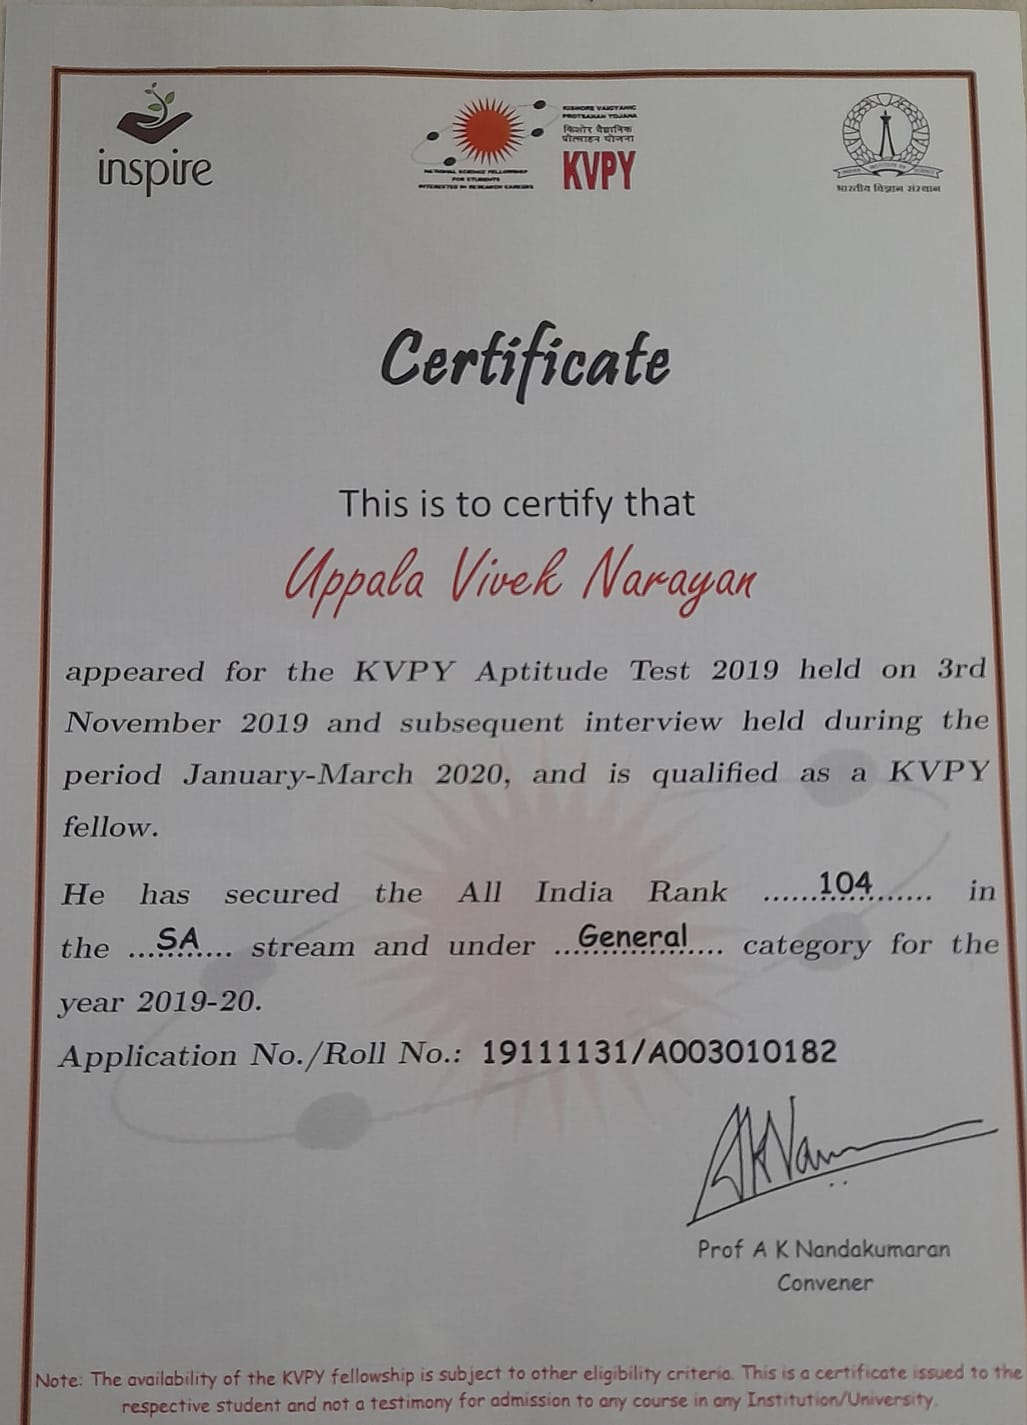 inspire
KISHORE VAIGYANIC
PROTSAHAN YOJANA
किशोर वैज्ञानिक
प्रोत्साहन योजना
KVPY
NATIONAL SCIENCE FELLOWSHIP
FOR STUDENTS
INTERESTED IN RESEARCH CAREERS
INDIAN INSTITUTE OF SCIENCE
भारतीय विज्ञान संस्थान
Certificate
This is to certify that
Uppala Vivek Narayan
appeared for the KVPY Aptitude Test 2019 held on 3rd
November 2019 and subsequent interview held during the
period January-March 2020, and is qualified as a KVPY
fellow.
He has secured the All India Rank ......104...... in
the ...SA.... stream and under ...General.... category for the
year 2019-20.
Application No./Roll No.: 19111131/A003010182
Prof A K Nandakumaran
Convener
Note: The availability of the KVPY fellowship is subject to other eligibility criteria. This is a certificate issued to the
respective student and not a testimony for admission to any course in any Institution/University.